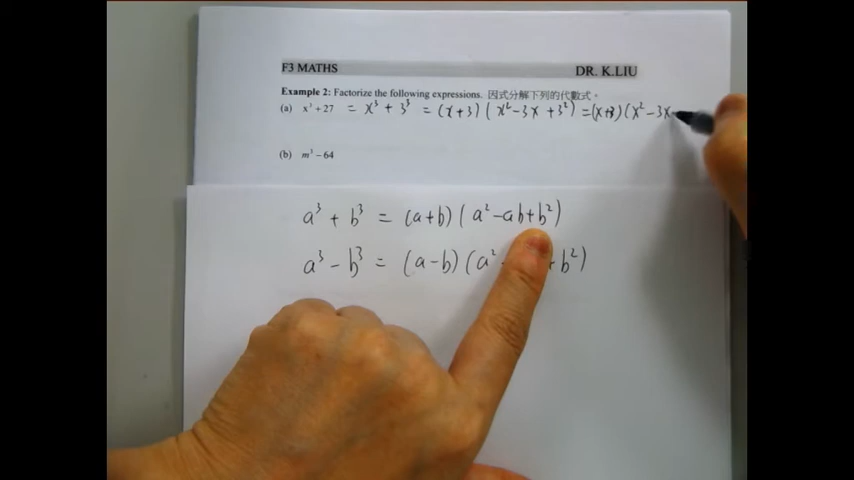 F3 MATHS DR. K.LIU
Example 2: Factorize the following expressions. 因式分解下列的代數式。
(a) x³+27 = x³ + 3³ = (x+3) (x² -3x +3²) = (x+3) (x² -3x
(b) m³ – 64
a³ + b³ = (a+b) (a² -ab+b²)
a³ - b³ = (a-b) (a² + b²)